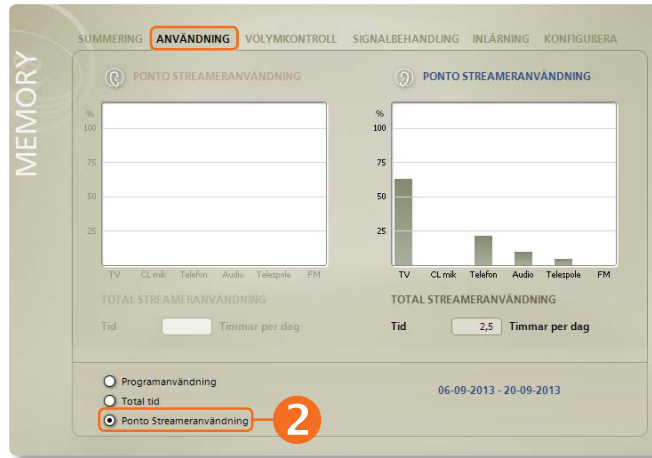 MEMORY
SUMMERING ANVÄNDNING VOLYMKONTROLL SIGNALBEHANDLING INLÄRNING KONFIGURERA
PONTO STREAMERANVÄNDNING
%
100
75
50
25
TV CL mik Telefon Audio Telespole FM
TOTAL STREAMERANVÄNDNING
Tid Timmar per dag
PONTO STREAMERANVÄNDNING
%
100
75
50
25
TV CL mik Telefon Audio Telespole FM
TOTAL STREAMERANVÄNDNING
Tid 2,5 Timmar per dag
Programanvändning
Total tid
Ponto Streameranvändning 2
06-09-2013 - 20-09-2013